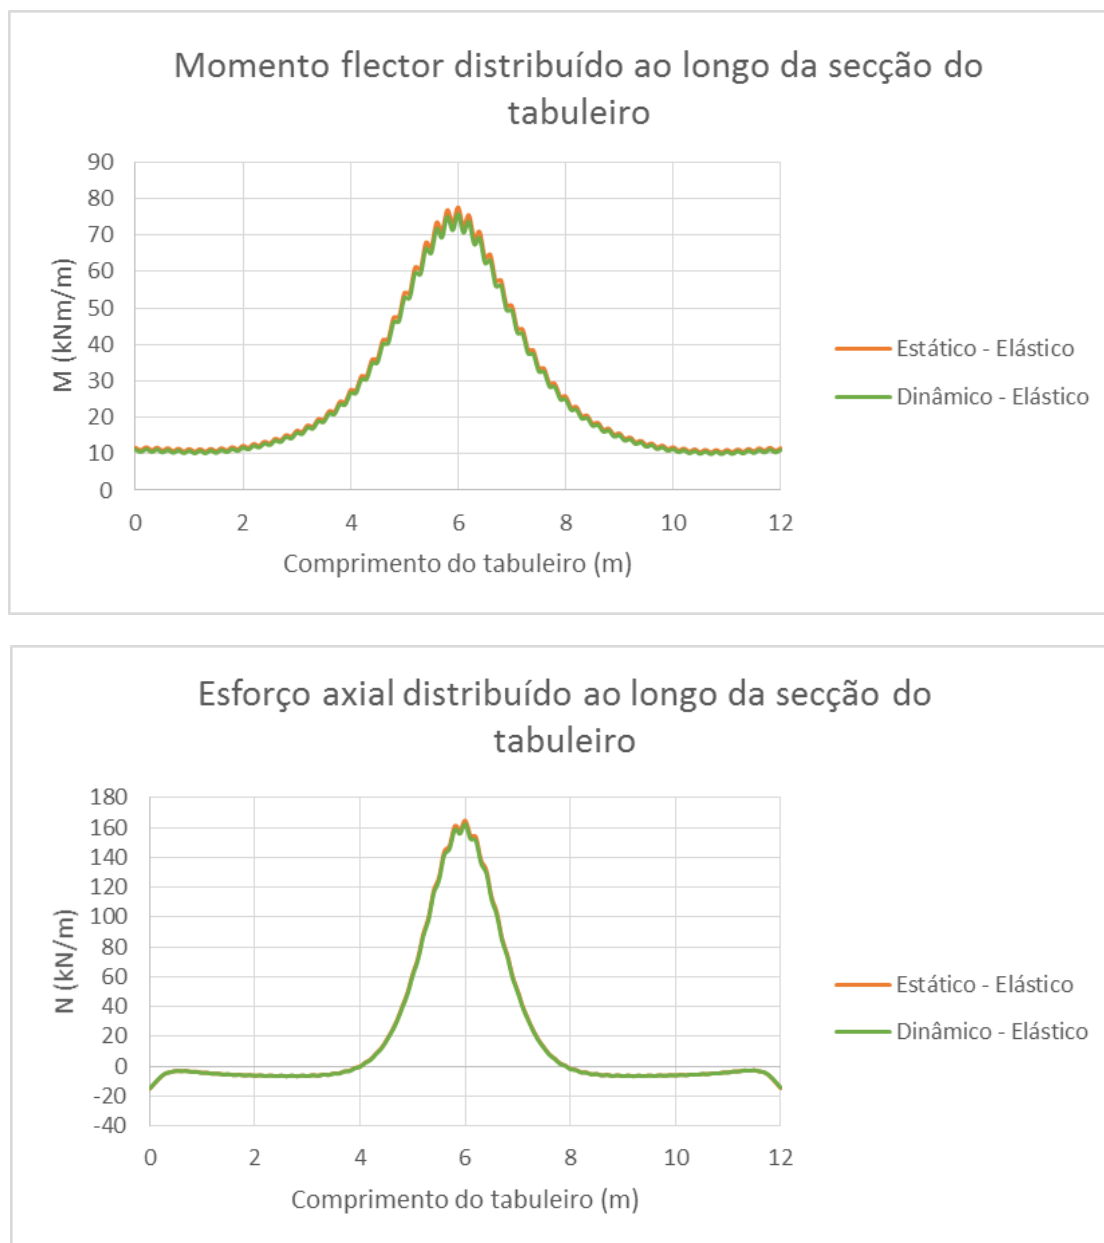 Momento flector distribuído ao longo da secção do
tabuleiro
90
80
70
60
50
40
30
20
10
0
M (kNm/m)
0 2 4 6 8 10 12
Comprimento do tabuleiro (m)
Estático - Elástico
Dinâmico - Elástico
Esforço axial distribuído ao longo da secção do
tabuleiro
180
160
140
120
100
80
60
40
20
0
-20
-40
N (kN/m)
0 2 4 6 8 10 12
Comprimento do tabuleiro (m)
Estático - Elástico
Dinâmico - Elástico